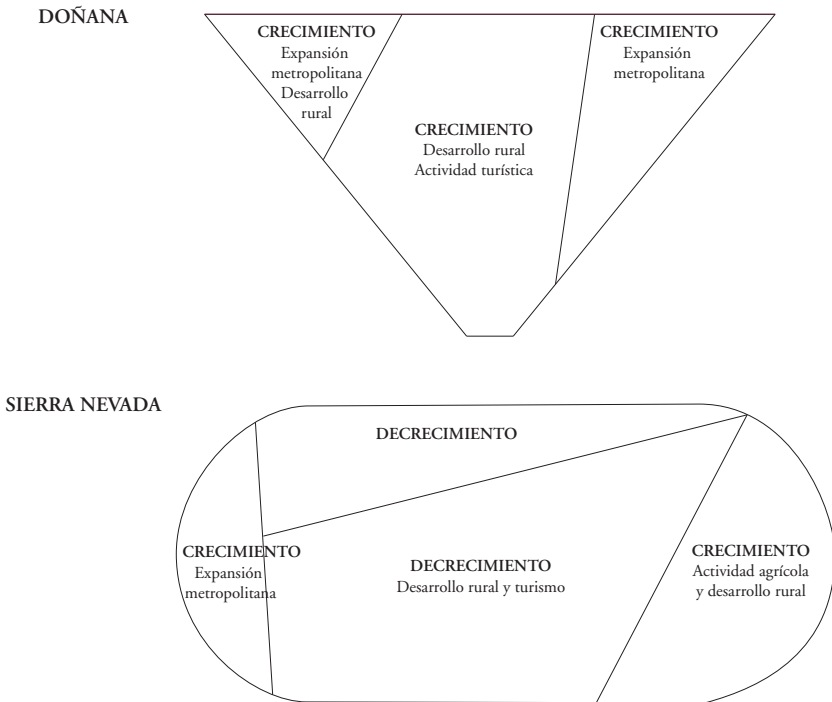 DOÑANA
CRECIMIENTO
Expansión
metropolitana
Desarrollo
rural
CRECIMIENTO
Desarrollo rural
Actividad turística
CRECIMIENTO
Expansión
metropolitana
SIERRA NEVADA
DECRECIMIENTO
CRECIMIENTO
Expansión
metropolitana
DECRECIMIENTO
Desarrollo rural y turismo
CRECIMIENTO
Actividad agrícola
y desarrollo rural